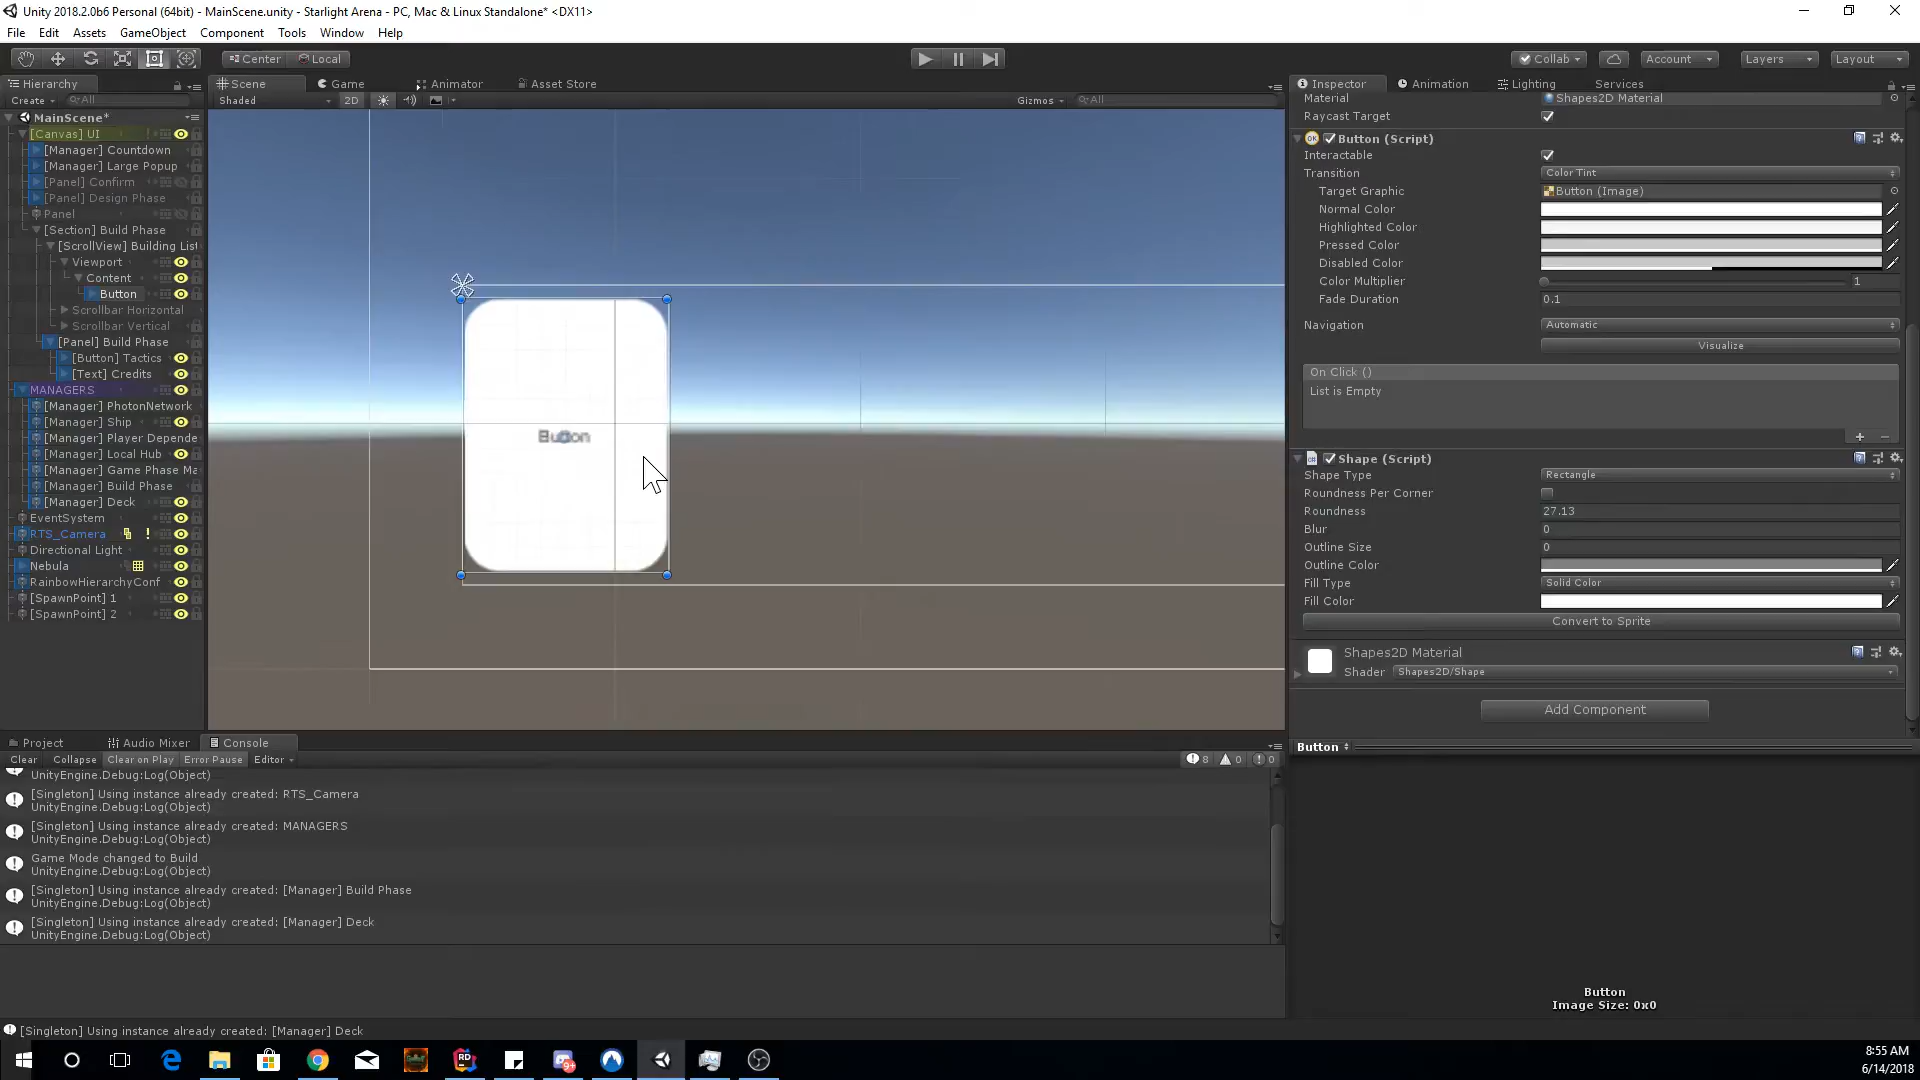 Unity 2018.2.0b6 Personal (64bit) - MainScene.unity - Starlight Arena - PC, Mac & Linux Standalone* <DX11>
File Edit Assets GameObject Component Tools Window Help
Center Local Collab Account Layers Layout
Hierarchy
Create All
MainScene*
[Canvas] UI
[Manager] Countdown
[Manager] Large Popup
[Panel] Confirm
[Panel] Design Phase
Panel
[Section] Build Phase
[ScrollView] Building List
Viewport
Content
Button
Scrollbar Horizontal
Scrollbar Vertical
[Panel] Build Phase
[Button] Tactics
[Text] Credits
MANAGERS
[Manager] PhotonNetwork
[Manager] Ship
[Manager] Player Depende
[Manager] Local Hub
[Manager] Game Phase Ma
[Manager] Build Phase
[Manager] Deck
EventSystem
RTS_Camera
Directional Light
Nebula
RainbowHierarchyConf
[SpawnPoint] 1
[SpawnPoint] 2
Scene Game Animator Asset Store
Shaded 2D Gizmos All
Button
Inspector Animation Lighting Services
Material Shapes2D Material
Raycast Target
Button (Script)
Interactable
Transition Color Tint
Target Graphic Button (Image)
Normal Color
Highlighted Color
Pressed Color
Disabled Color
Color Multiplier 1
Fade Duration 0.1
Navigation Automatic
Visualize
On Click ()
List is Empty
Shape (Script)
Shape Type Rectangle
Roundness Per Corner
Roundness 27.13
Blur 0
Outline Size 0
Outline Color
Fill Type Solid Color
Fill Color
Convert to Sprite
Shapes2D Material
Shader Shapes2D/Shape
Add Component
Button
Button
Image Size: 0x0
Project Audio Mixer Console
Clear Collapse Clear on Play Error Pause Editor 8 0 0
UnityEngine.Debug:Log(Object)
[Singleton] Using instance already created: RTS_Camera
UnityEngine.Debug:Log(Object)
[Singleton] Using instance already created: MANAGERS
UnityEngine.Debug:Log(Object)
Game Mode changed to Build
UnityEngine.Debug:Log(Object)
[Singleton] Using instance already created: [Manager] Build Phase
UnityEngine.Debug:Log(Object)
[Singleton] Using instance already created: [Manager] Deck
UnityEngine.Debug:Log(Object)
[Singleton] Using instance already created: [Manager] Deck
8:55 AM
6/14/2018